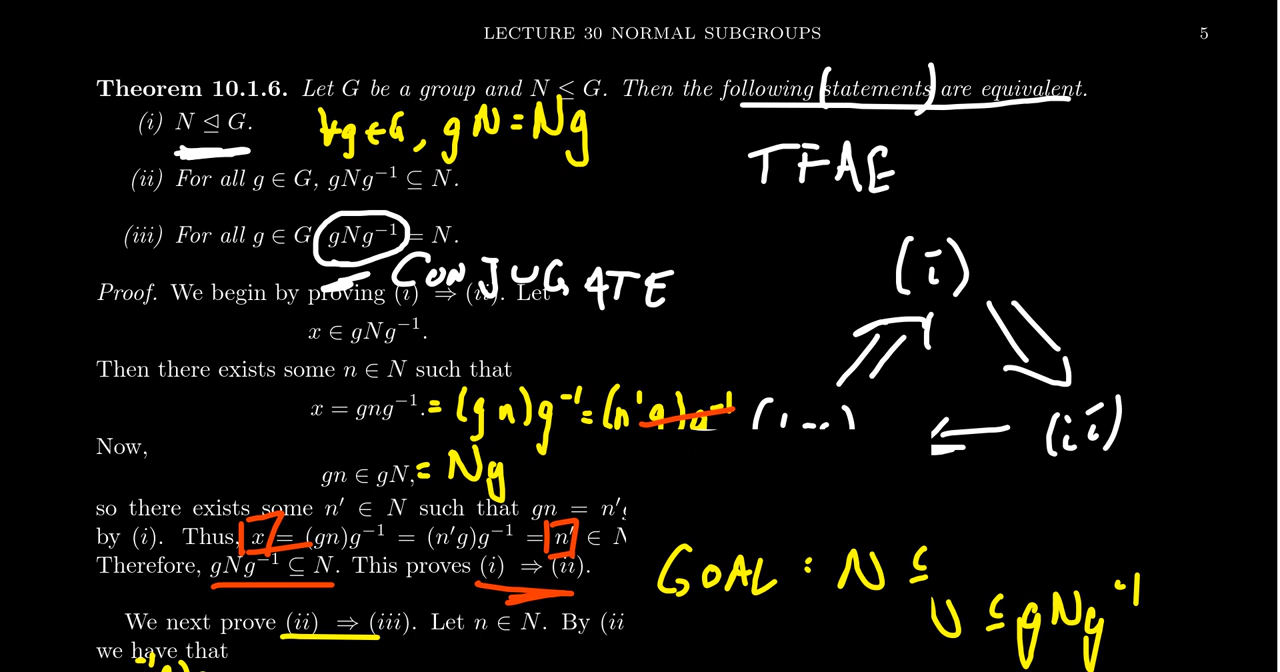 LECTURE 30 NORMAL SUBGROUPS 5
Theorem 10.1.6. Let G be a group and N ≤ G. Then the following statements are equivalent.
(i) N ⊴ G. ∀g∈G, gN = Ng
TFAE
(ii) For all g ∈ G, gNg⁻¹ ⊆ N.
(iii) For all g ∈ G gNg⁻¹ = N.
CONJUGATE
(i)
Proof. We begin by proving (i) ⇒ (ii). Let
x ∈ gNg⁻¹.
Then there exists some n ∈ N such that
x = gng⁻¹. = (gn)g⁻¹ = (n'g)g⁻¹
⇐ (ii)
Now,
gn ∈ gN, = Ng
so there exists some n′ ∈ N such that gn = n′
by (i). Thus, x = (gn)g⁻¹ = (n′g)g⁻¹ = n′ ∈ N
Therefore, gNg⁻¹ ⊆ N. This proves (i) ⇒ (ii).
GOAL: N ⊆
⊆ gNg⁻¹
We next prove (ii) ⇒ (iii). Let n ∈ N. By (ii
we have that